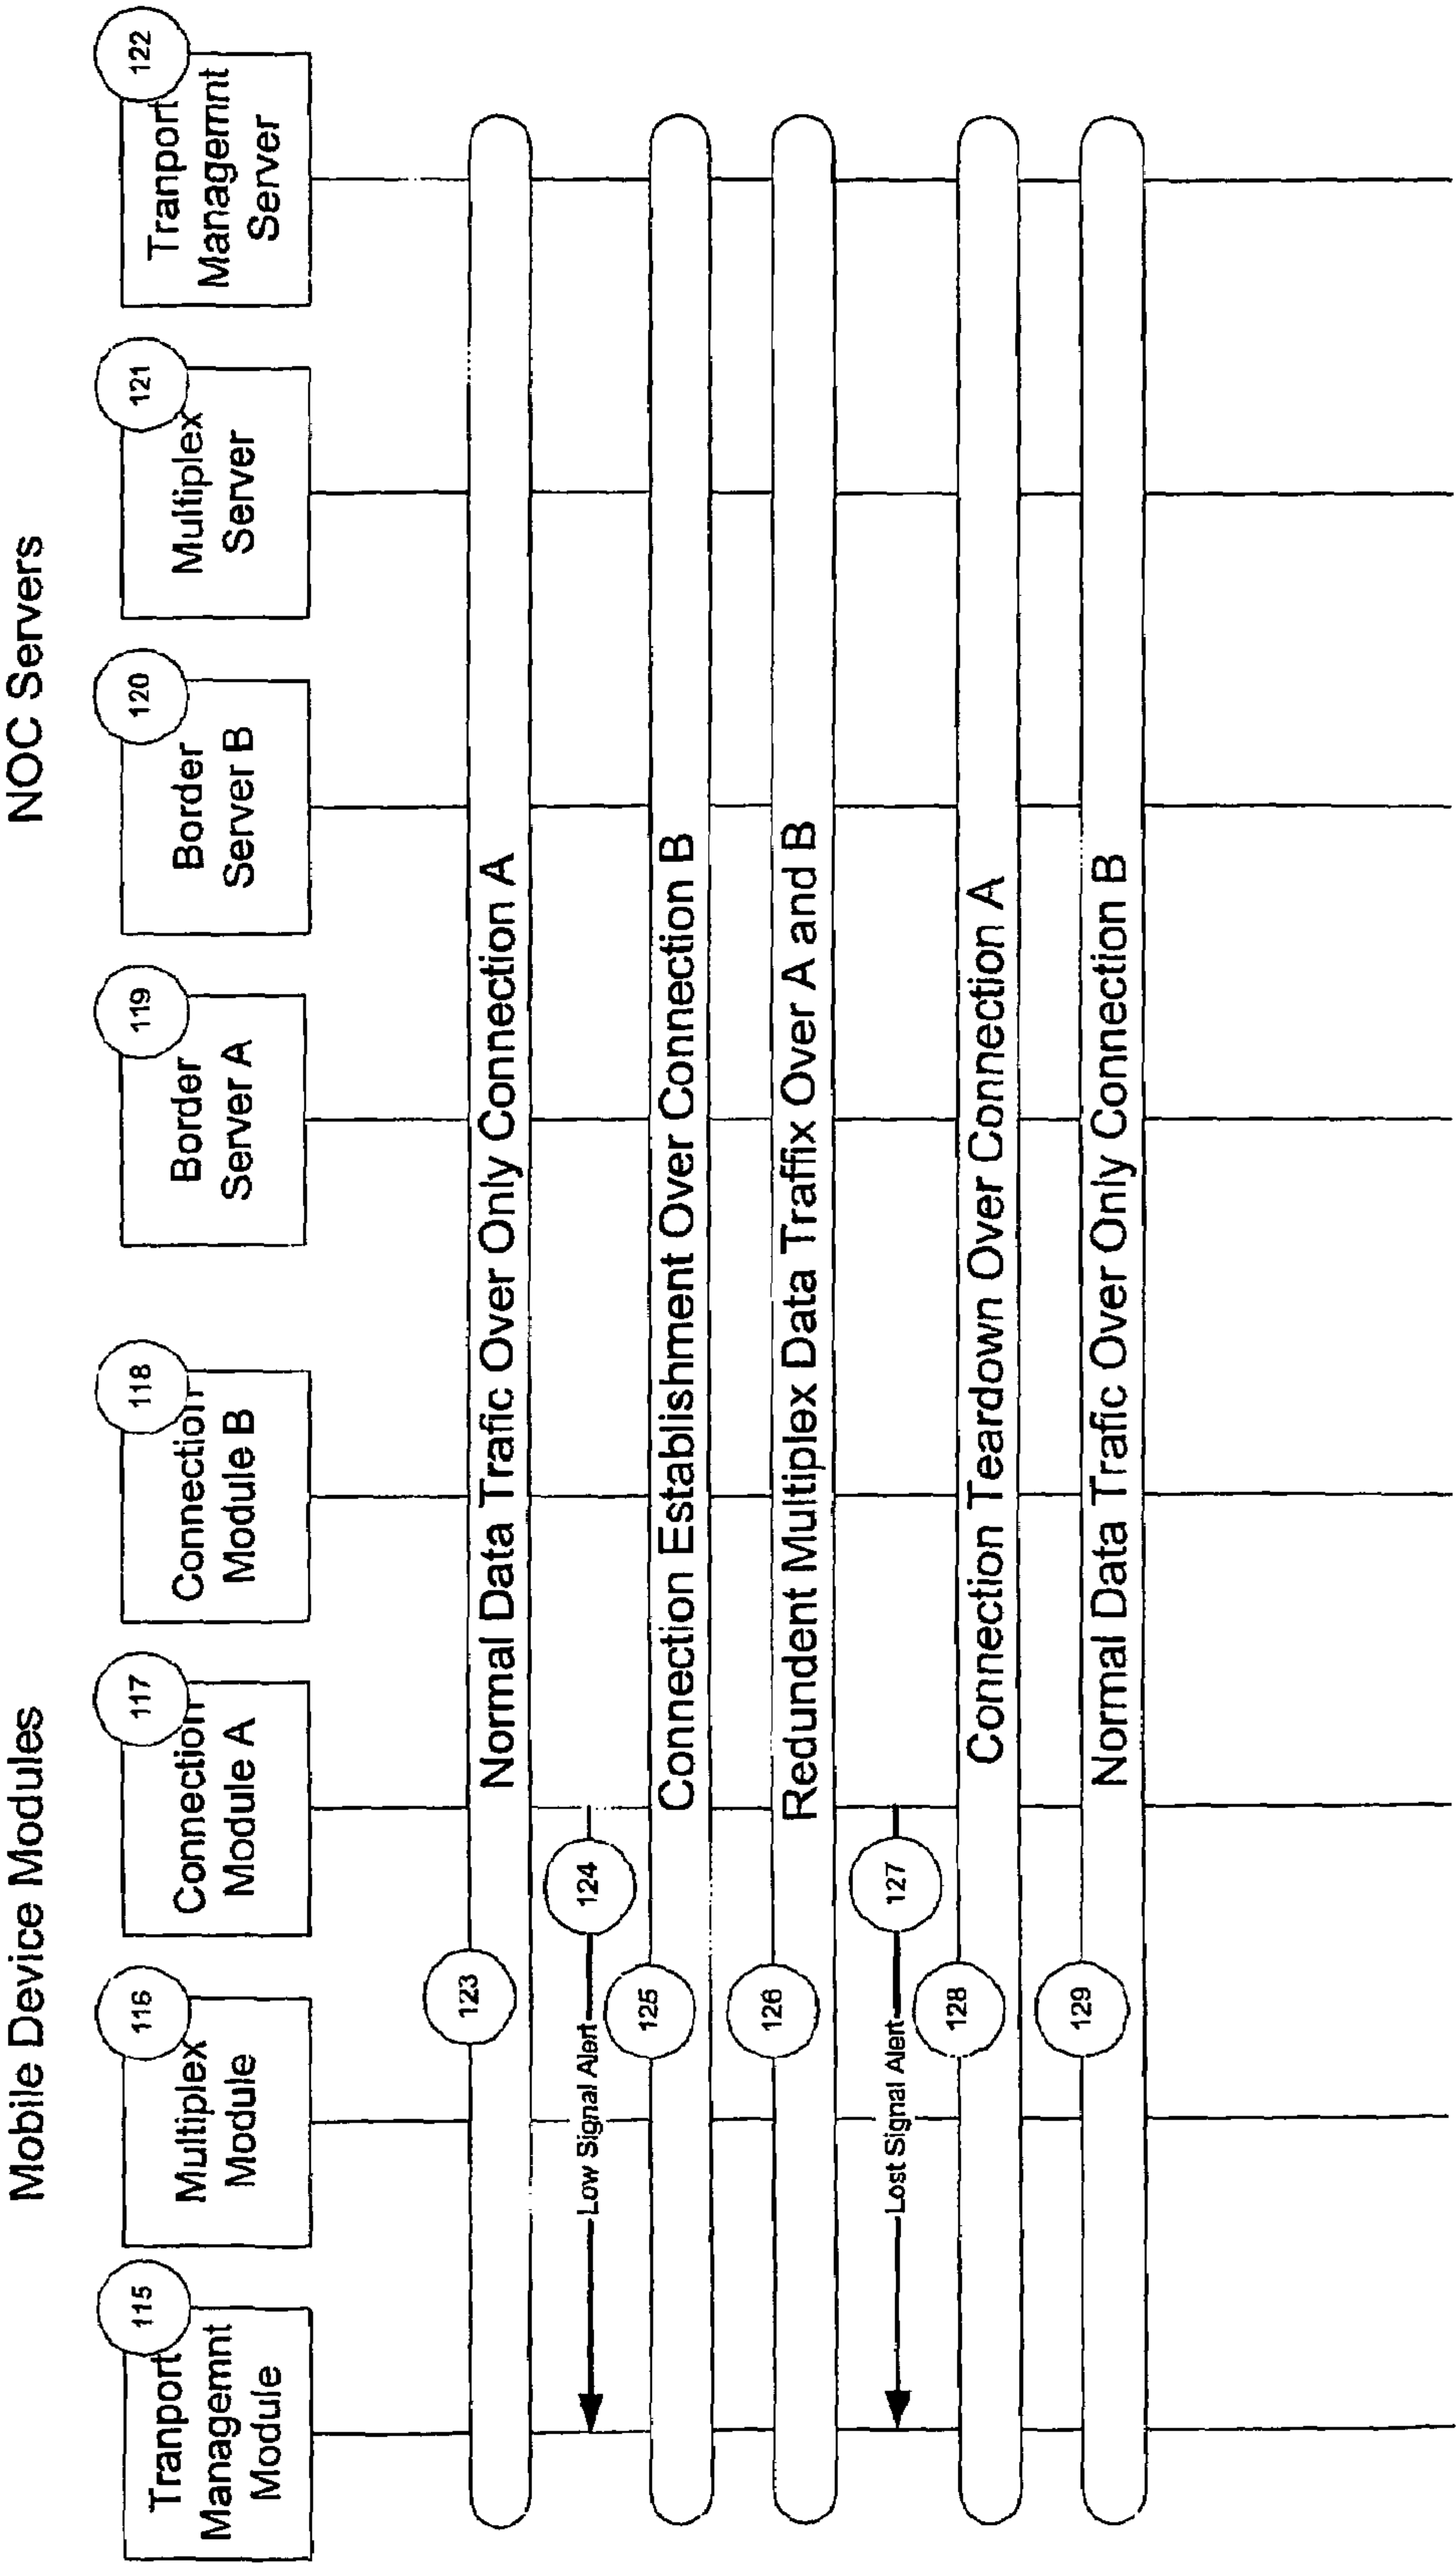 Mobile Device Modules
NOC Servers
115
Tranport
Managemnt
Module
116
Multiplex
Module
117
Connection
Module A
118
Connection
Module B
119
Border
Server A
120
Border
Server B
121
Multiplex
Server
122
Tranport
Managemnt
Server
123
Normal Data Trafic Over Only Connection A
124
Low Signal Alert
125
Connection Establishment Over Connection B
126
Redundent Multiplex Data Traffix Over A and B
127
Lost Signal Alert
128
Connection Teardown Over Connection A
129
Normal Data Trafic Over Only Connection B